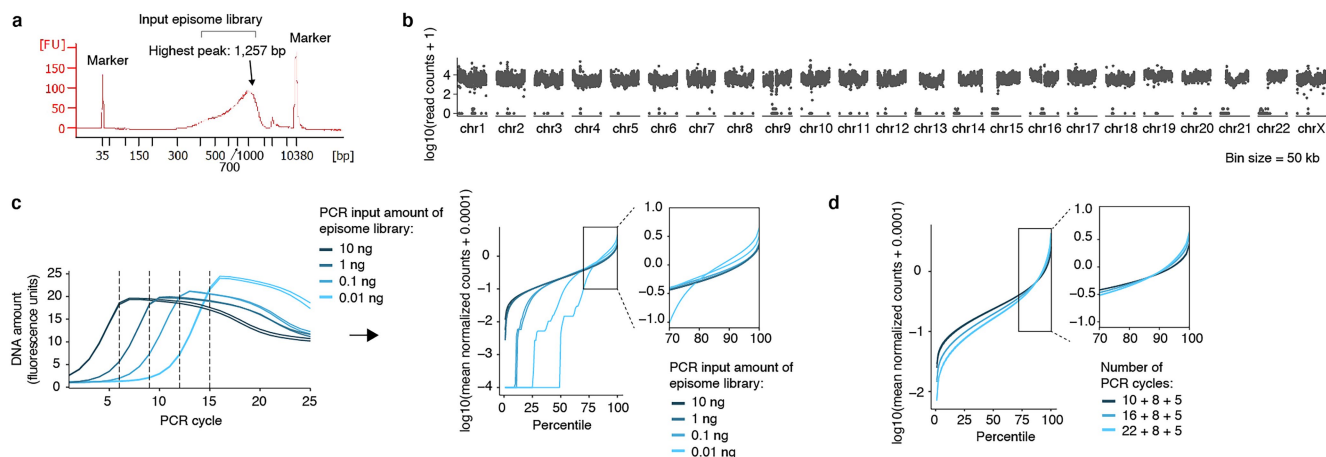 a
Input episome library
[FU]
Marker
Highest peak: 1,257 bp
Marker
150
100
50
0
35
150
300
500
700
1000
10380
[bp]
b
log10(read counts + 1)
4
2
0
chr1
chr2
chr3
chr4
chr5
chr6
chr7
chr8
chr9
chr10
chr11
chr12
chr13
chr14
chr15
chr16
chr17
chr18
chr19
chr20
chr21
chr22
chrX
Bin size = 50 kb
c
PCR input amount of
episome library:
10 ng
1 ng
0.1 ng
0.01 ng
DNA amount
(fluorescence units)
25
20
15
10
5
0
5
10
15
20
25
PCR cycle
log10(mean normalized counts + 0.0001)
0
−1
−2
−3
−4
0
25
50
75
100
Percentile
1.0
0.5
0.0
−0.5
−1.0
70
80
90
100
PCR input amount of
episome library:
10 ng
1 ng
0.1 ng
0.01 ng
d
log10(mean normalized counts + 0.0001)
0
−1
−2
0
25
50
75
100
Percentile
1.0
0.5
0.0
−0.5
−1.0
70
80
90
100
Number of
PCR cycles:
10 + 8 + 5
16 + 8 + 5
22 + 8 + 5